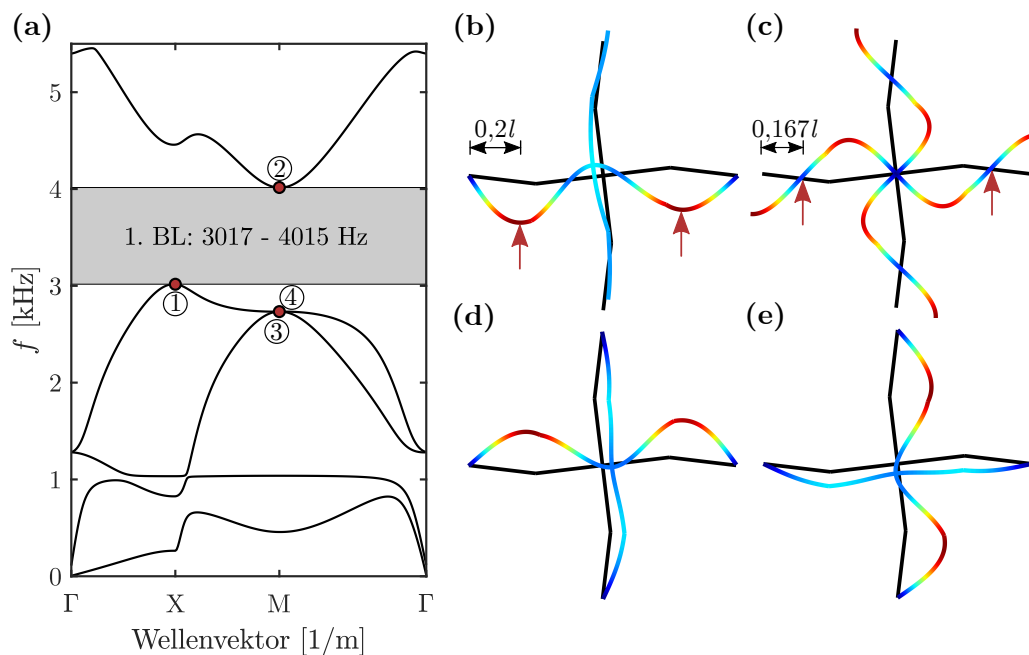 (a)
5
4
3
2
1
0
f [kHz]
Γ
X
M
Γ
Wellenvektor [1/m]
1. BL: 3017 - 4015 Hz
②
①
④
③
(b)
0,2l
(c)
0,167l
(d)
(e)